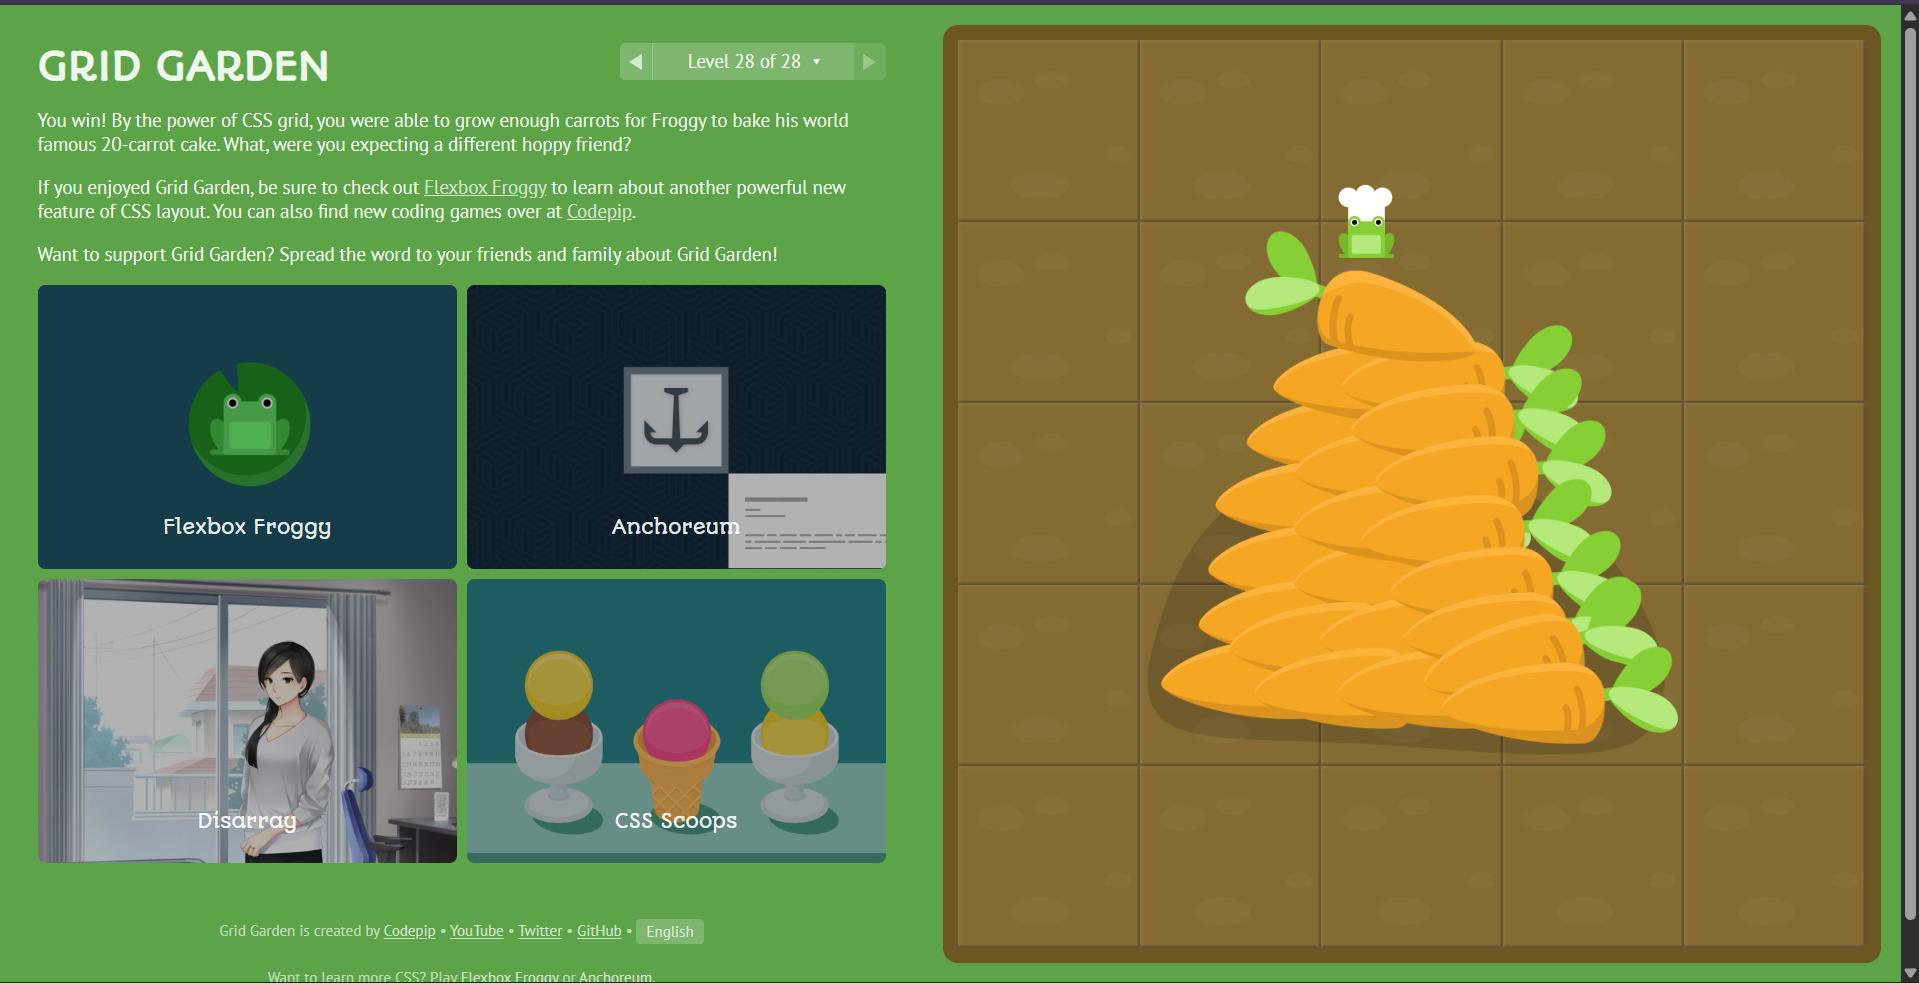 GRID GARDEN
Level 28 of 28
You win! By the power of CSS grid, you were able to grow enough carrots for Froggy to bake his world
famous 20-carrot cake. What, were you expecting a different hoppy friend?
If you enjoyed Grid Garden, be sure to check out Flexbox Froggy to learn about another powerful new
feature of CSS layout. You can also find new coding games over at Codepip.
Want to support Grid Garden? Spread the word to your friends and family about Grid Garden!
Flexbox Froggy
Anchoreum
Disarray
CSS Scoops
Grid Garden is created by Codepip • YouTube • Twitter • GitHub • English
Want to learn more CSS? Play Flexbox Froggy or Anchoreum.